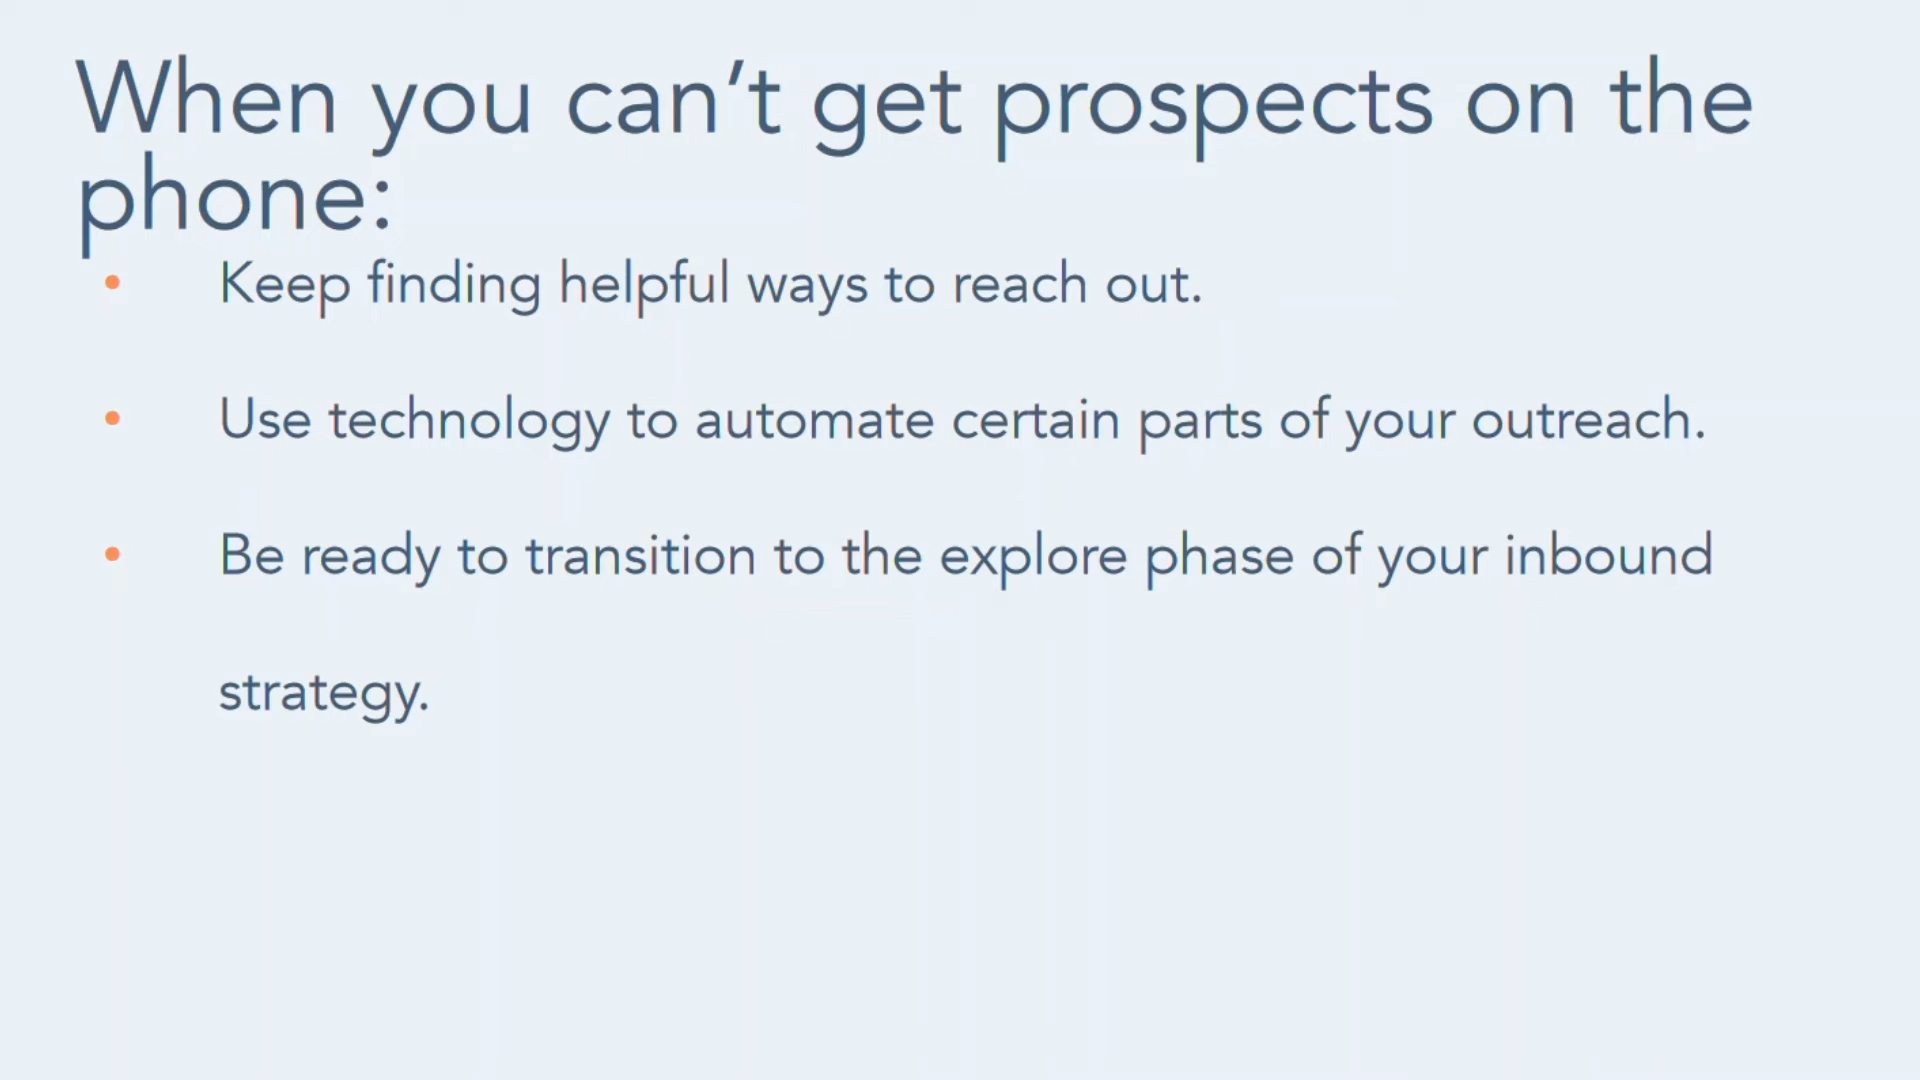 When you can’t get prospects on the
phone:
• Keep finding helpful ways to reach out.
• Use technology to automate certain parts of your outreach.
• Be ready to transition to the explore phase of your inbound
strategy.